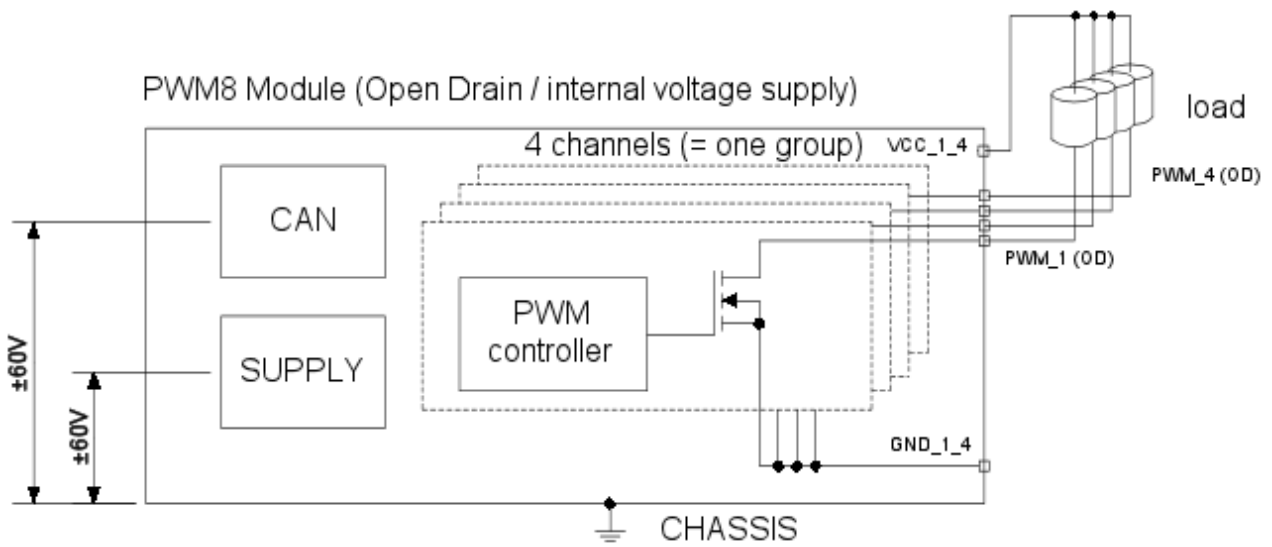 PWM8 Module (Open Drain / internal voltage supply)
load
4 channels (= one group)
VCC_1_4
PWM_4 (OD)
CAN
PWM_1 (OD)
PWM
controller
SUPPLY
±60V
±60V
GND_1_4
CHASSIS